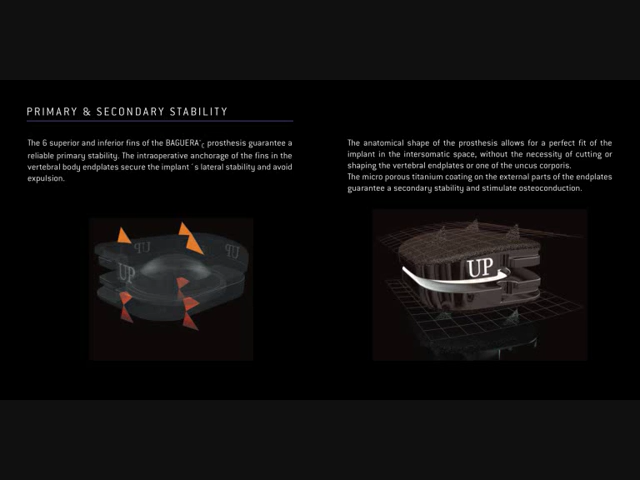 PRIMARY & SECONDARY STABILITY
The 6 superior and inferior fins of the BAGUERA®C prosthesis guarantee a
reliable primary stability. The intraoperative anchorage of the fins in the
vertebral body endplates secure the implant´s lateral stability and avoid
expulsion.
The anatomical shape of the prosthesis allows for a perfect fit of the
implant in the intersomatic space, without the necessity of cutting or
shaping the vertebral endplates or one of the uncus corporis.
The micro porous titanium coating on the external parts of the endplates
guarantee a secondary stability and stimulate osteoconduction.
UP
UP
UP
UP